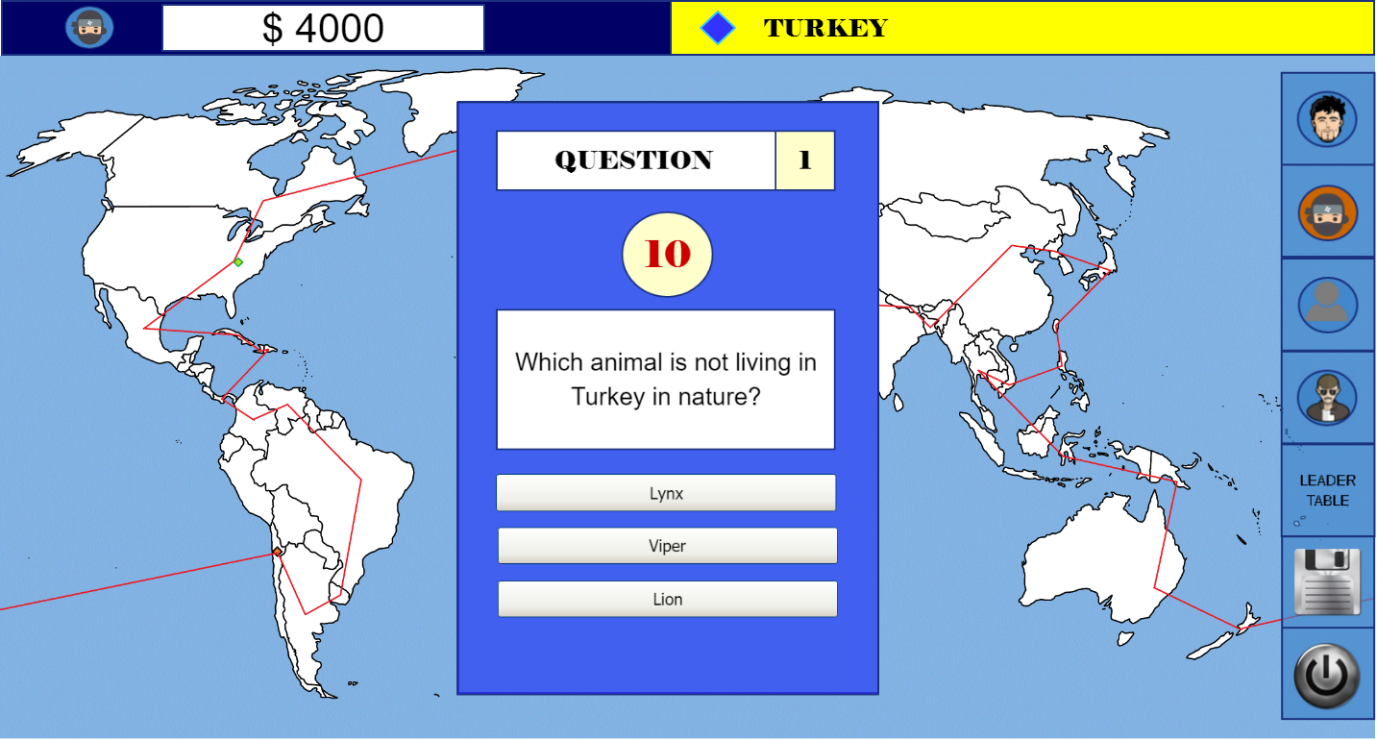 $ 4000
TURKEY
QUESTION 1
10
Which animal is not living in
Turkey in nature?
Lynx
Viper
Lion
LEADER
TABLE